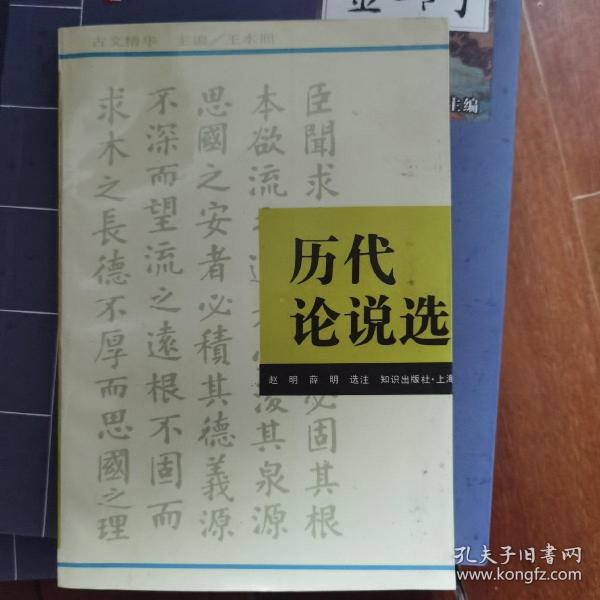 古文精华 主编/王水照
臣聞求 必固其根
本欲流 浚其泉源
思國之安者必積其德義源
不深而望流之遠根不固而
求木之長德不厚而思國之理
历代
论说选
赵 明 薛 明 选注 知识出版社·上海
主编
孔夫子旧书网
www.kongfz.com